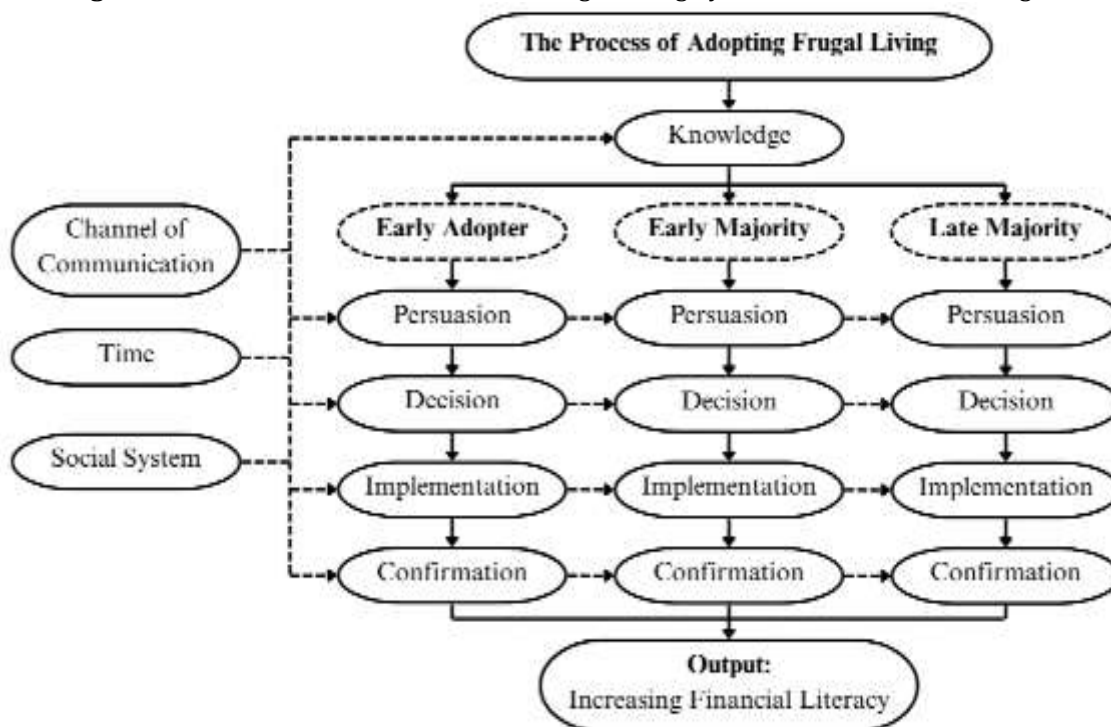 The Process of Adopting Frugal Living
Knowledge
Early Adopter
Early Majority
Late Majority
Channel of
Communication
Persuasion
Persuasion
Persuasion
Time
Decision
Decision
Decision
Social System
Implementation
Implementation
Implementation
Confirmation
Confirmation
Confirmation
Output:
Increasing Financial Literacy